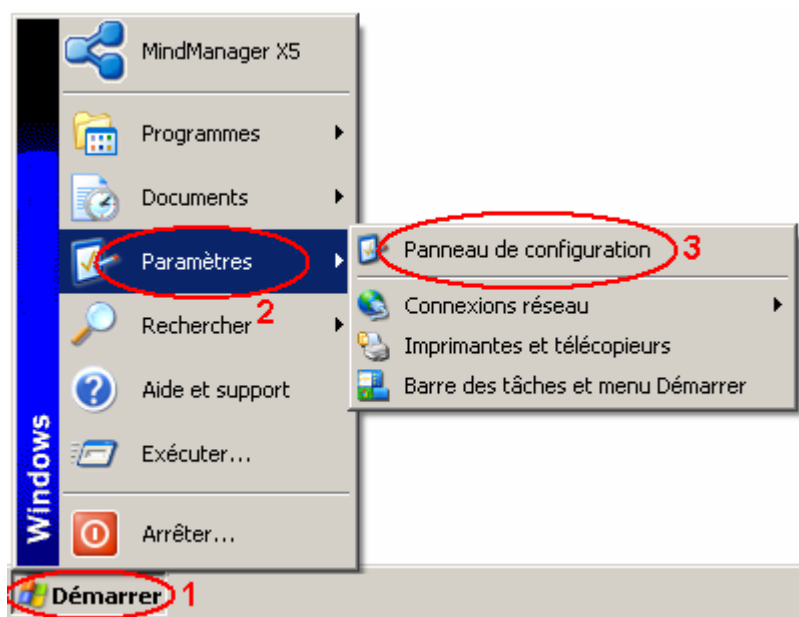 MindManager X5
Programmes
Documents
Paramètres
2
Rechercher
Aide et support
Exécuter...
Arrêter...
Windows
Panneau de configuration 3
Connexions réseau
Imprimantes et télécopieurs
Barre des tâches et menu Démarrer
Démarrer 1